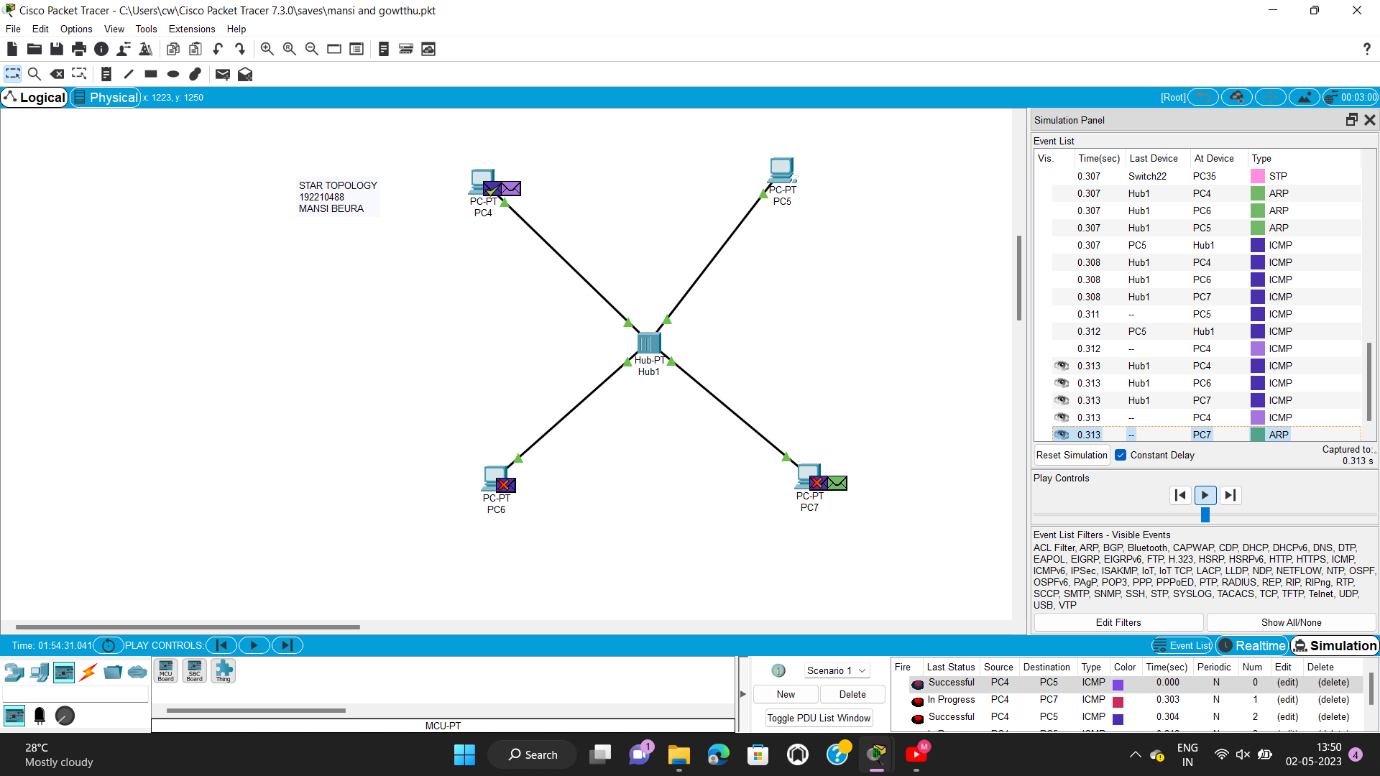 Cisco Packet Tracer - C:\Users\cw\Cisco Packet Tracer 7.3.0\saves\mansi and gowtthu.pkt
File Edit Options View Tools Extensions Help
?
Logical Physical x: 1223, y: 1250 [Root] 00:03:00
STAR TOPOLOGY
192210488
MANSI BEURA
PC-PT
PC4
PC-PT
PC5
Hub-PT
Hub1
PC-PT
PC6
PC-PT
PC7
Simulation Panel
Event List
Vis. Time(sec) Last Device At Device Type
0.307 Switch22 PC35 STP
0.307 Hub1 PC4 ARP
0.307 Hub1 PC6 ARP
0.307 Hub1 PC5 ARP
0.307 PC5 Hub1 ICMP
0.308 Hub1 PC4 ICMP
0.308 Hub1 PC6 ICMP
0.308 Hub1 PC7 ICMP
0.311 -- PC5 ICMP
0.312 PC5 Hub1 ICMP
0.312 -- PC4 ICMP
0.313 Hub1 PC4 ICMP
0.313 Hub1 PC6 ICMP
0.313 Hub1 PC7 ICMP
0.313 -- PC4 ICMP
0.313 -- PC7 ARP
Reset Simulation Constant Delay Captured to:
0.313 s
Play Controls
Event List Filters - Visible Events
ACL Filter, ARP, BGP, Bluetooth, CAPWAP, CDP, DHCP, DHCPv6, DNS, DTP,
EAPOL, EIGRP, EIGRPv6, FTP, H.323, HSRP, HSRPv6, HTTP, HTTPS, ICMP,
ICMPv6, IPSec, ISAKMP, IoT, IoT TCP, LACP, LLDP, NDP, NETFLOW, NTP, OSPF,
OSPFv6, PAgP, POP3, PPP, PPPoED, PTP, RADIUS, REP, RIP, RIPng, RTP,
SCCP, SMTP, SNMP, SSH, STP, SYSLOG, TACACS, TCP, TFTP, Telnet, UDP,
USB, VTP
Edit Filters Show All/None
Time: 01:54:31.041 PLAY CONTROLS: Event List Realtime Simulation
MCU Board SBC Board Thing
MCU-PT
Scenario 1
New Delete
Toggle PDU List Window
Fire Last Status Source Destination Type Color Time(sec) Periodic Num Edit Delete
Successful PC4 PC5 ICMP 0.000 N 0 (edit) (delete)
In Progress PC4 PC7 ICMP 0.303 N 1 (edit) (delete)
Successful PC4 PC5 ICMP 0.304 N 2 (edit) (delete)
28°C
Mostly cloudy
Search
1
M
ENG
IN
13:50
02-05-2023
4